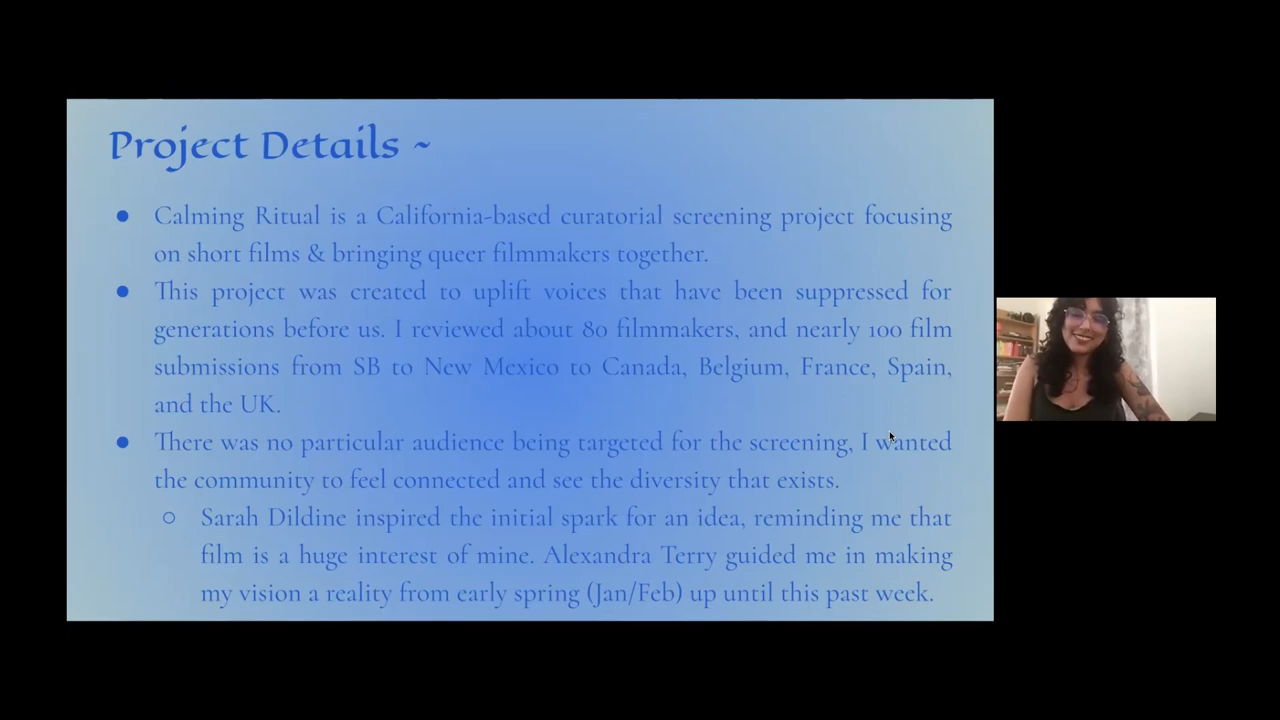 Project Details ~
● Calming Ritual is a California-based curatorial screening project focusing
on short films & bringing queer filmmakers together.
● This project was created to uplift voices that have been suppressed for
generations before us. I reviewed about 80 filmmakers, and nearly 100 film
submissions from SB to New Mexico to Canada, Belgium, France, Spain,
and the UK.
● There was no particular audience being targeted for the screening, I wanted
the community to feel connected and see the diversity that exists.
○ Sarah Dildine inspired the initial spark for an idea, reminding me that
film is a huge interest of mine. Alexandra Terry guided me in making
my vision a reality from early spring (Jan/Feb) up until this past week.